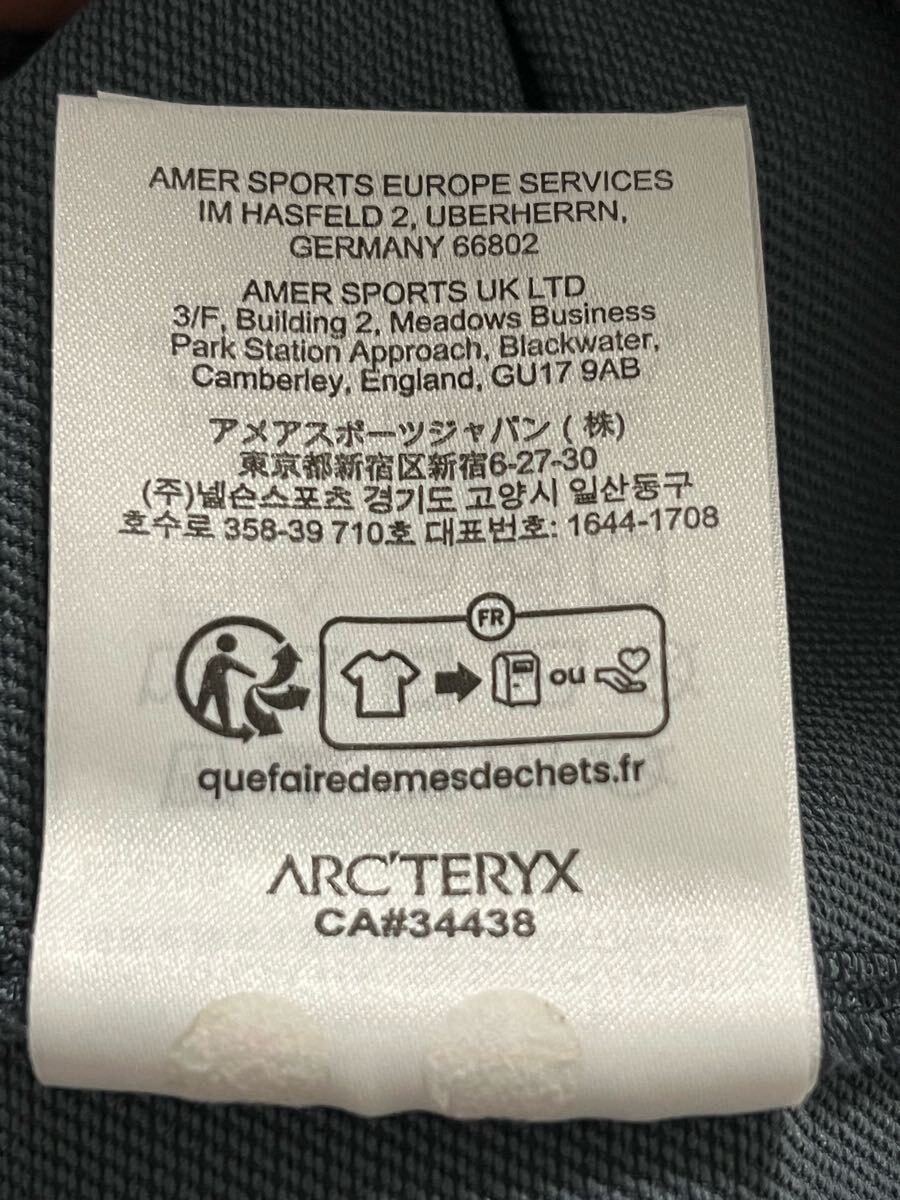 AMER SPORTS EUROPE SERVICES
IM HASFELD 2, UBERHERRN,
GERMANY 66802
AMER SPORTS UK LTD
3/F, Building 2, Meadows Business
Park Station Approach, Blackwater,
Camberley, England, GU17 9AB
アメアスポーツジャパン ( 株)
東京都新宿区新宿6-27-30
(주)넬슨스포츠 경기도 고양시 일산동구
호수로 358-39 710호 대표번호: 1644-1708
FR
ou
quefairedemesdechets.fr
ARC'TERYX
CA#34438